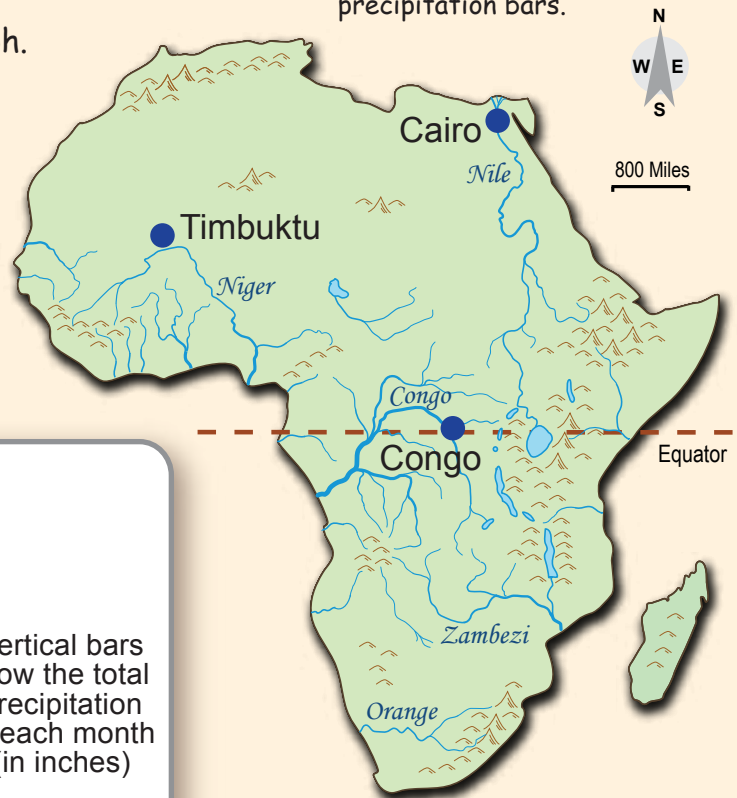 precipitation bars.
h.
N
W E
S
Cairo
Nile
800 Miles
Timbuktu
Niger
Congo
Congo
Equator
ertical bars
ow the total
recipitation
each month
(in inches)
Zambezi
Orange